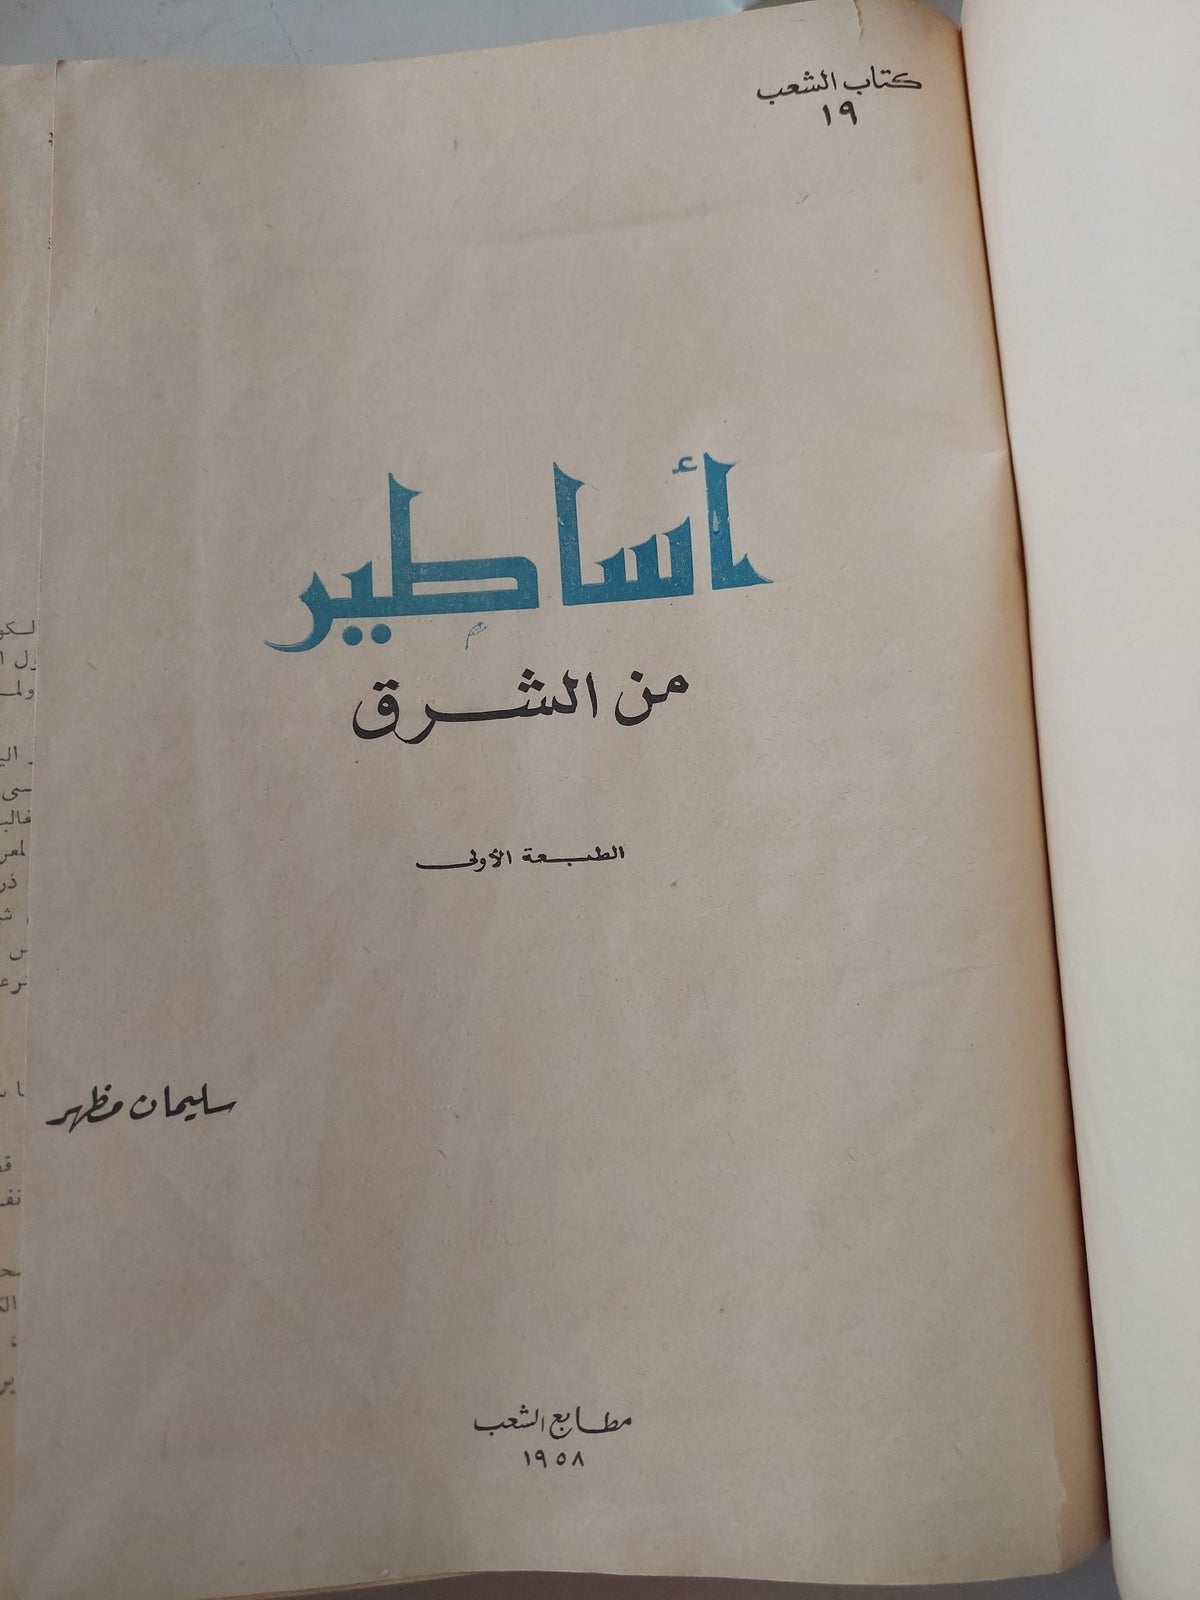 كتاب الشعب
١٩
أساطير
من الشرق
الطبعة الأولى
سليمان مظهر
مطابع الشعب
١٩٥٨